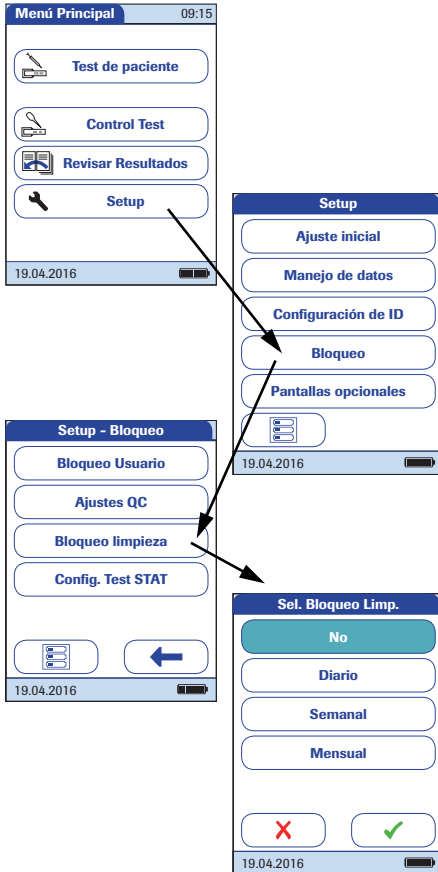 Menú Principal 09:15
Test de paciente
Control Test
Revisar Resultados
Setup
19.04.2016
Setup
Ajuste inicial
Manejo de datos
Configuración de ID
Bloqueo
Pantallas opcionales
19.04.2016
Setup - Bloqueo
Bloqueo Usuario
Ajustes QC
Bloqueo limpieza
Config. Test STAT
19.04.2016
Sel. Bloqueo Limp.
No
Diario
Semanal
Mensual
19.04.2016